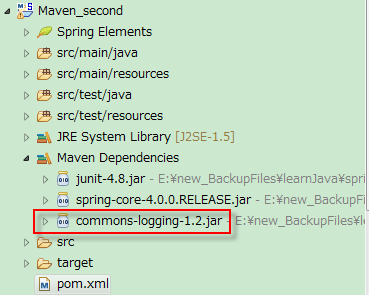 Maven_second
Spring Elements
src/main/java
src/main/resources
src/test/java
src/test/resources
JRE System Library [J2SE-1.5]
Maven Dependencies
junit-4.8.jar - E:¥new_BackupFiles¥learnJava¥spri
spring-core-4.0.0.RELEASE.jar - E:¥new_Backup
commons-logging-1.2.jar - E:¥new_BackupFiles¥le
src
target
pom.xml